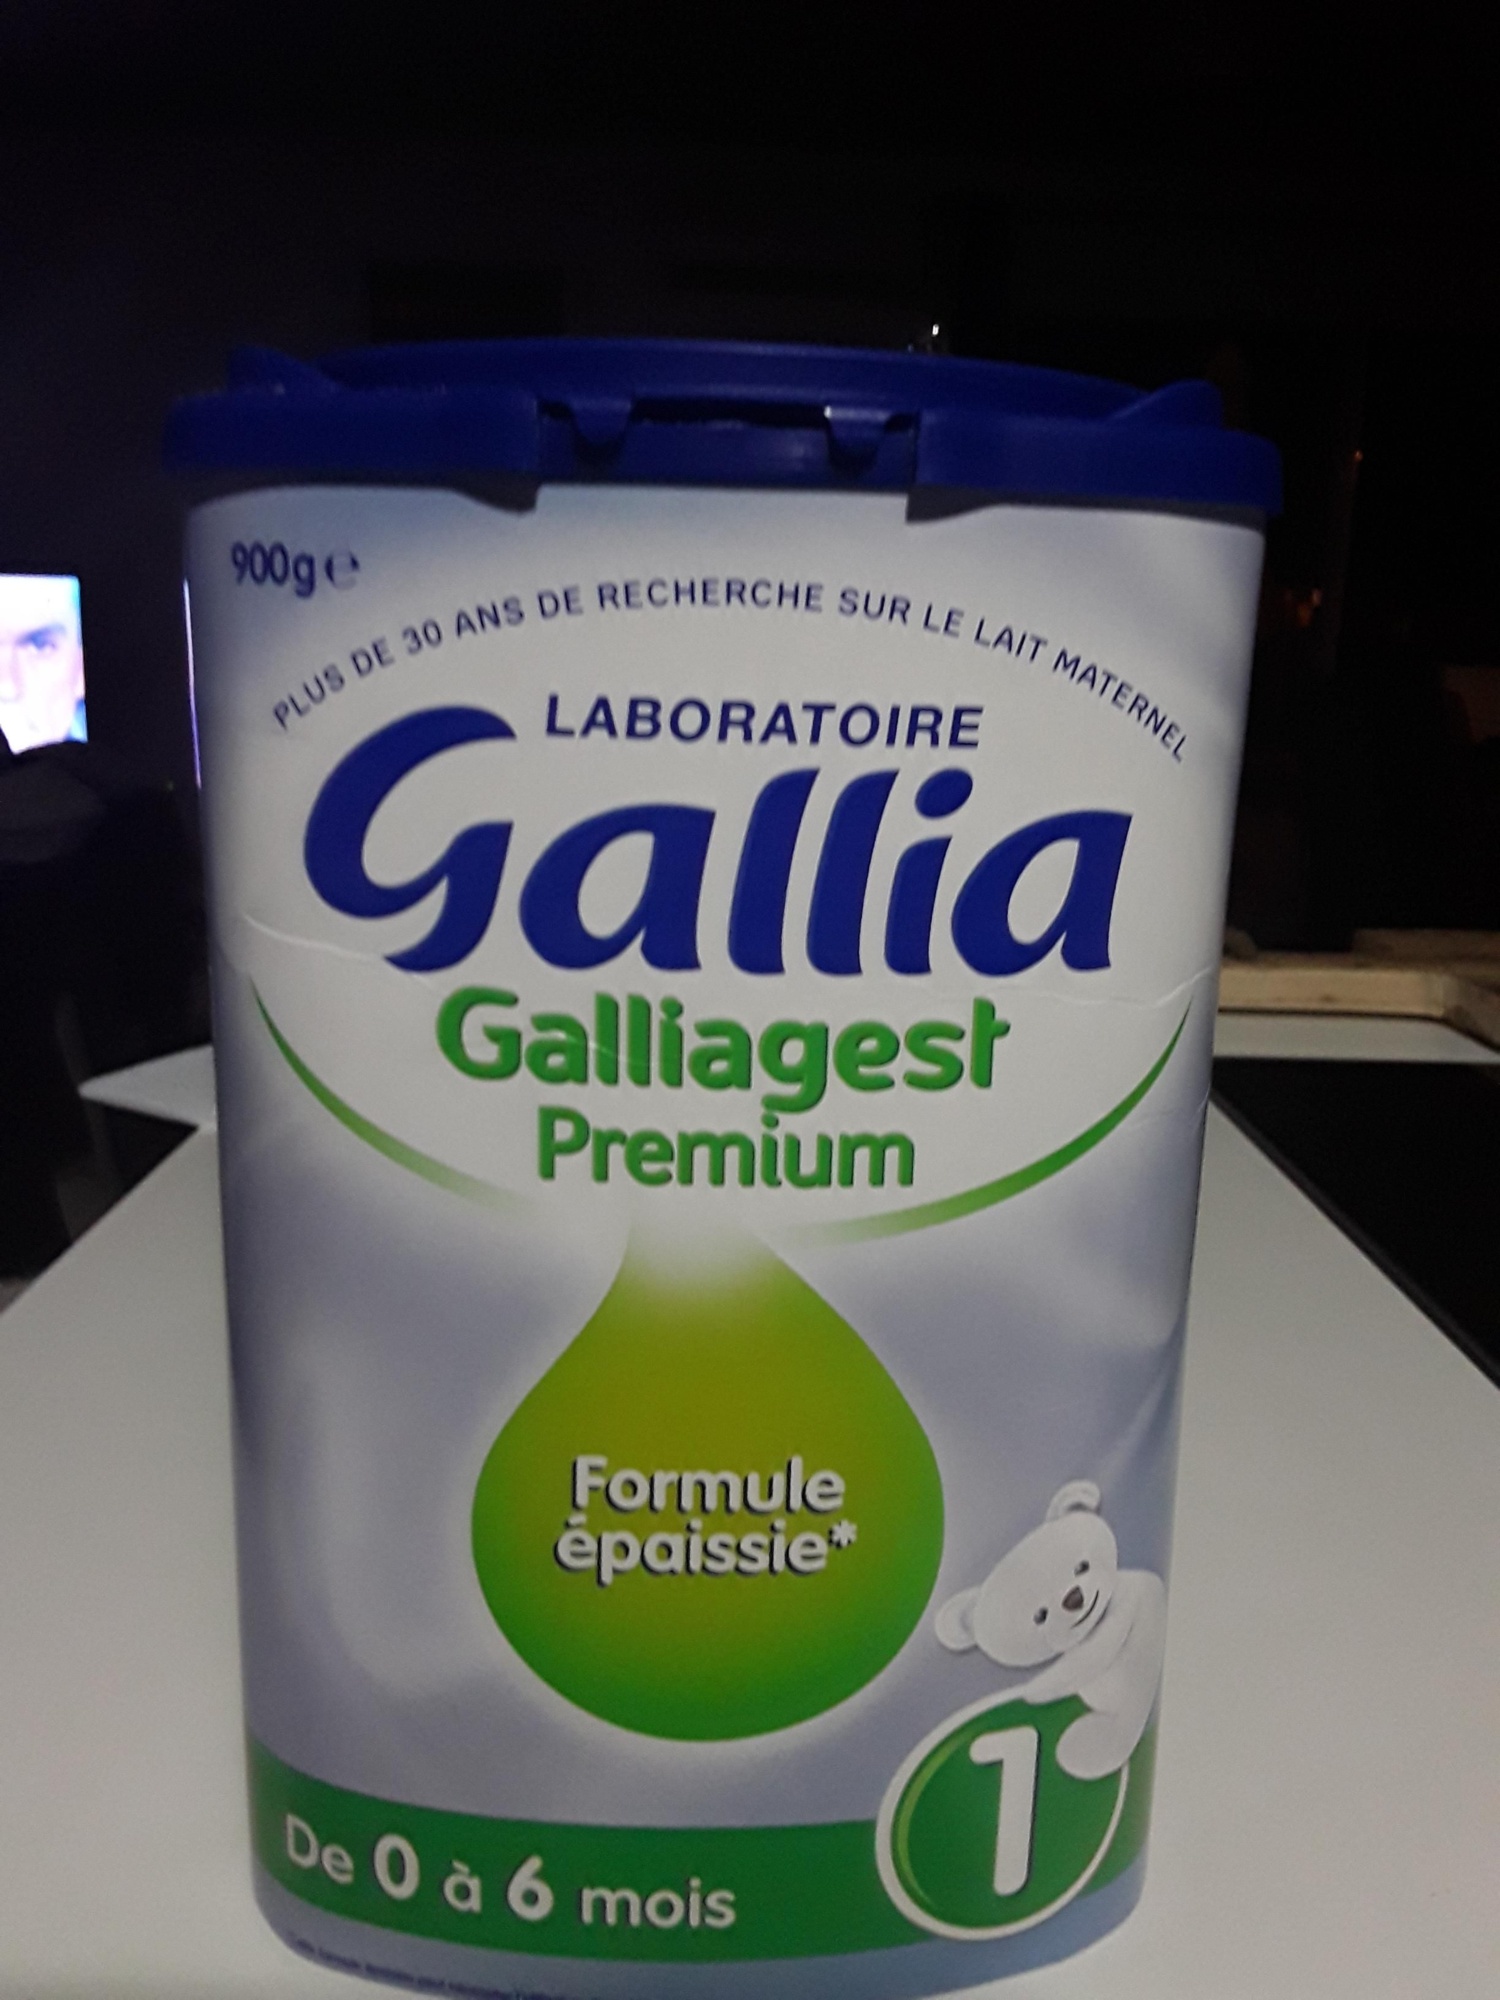 900g ℮
PLUS DE 30 ANS DE RECHERCHE SUR LE LAIT MATERNEL
LABORATOIRE
Gallia
Galliagest
Premium
Formule
épaissie*
1
De 0 à 6 mois